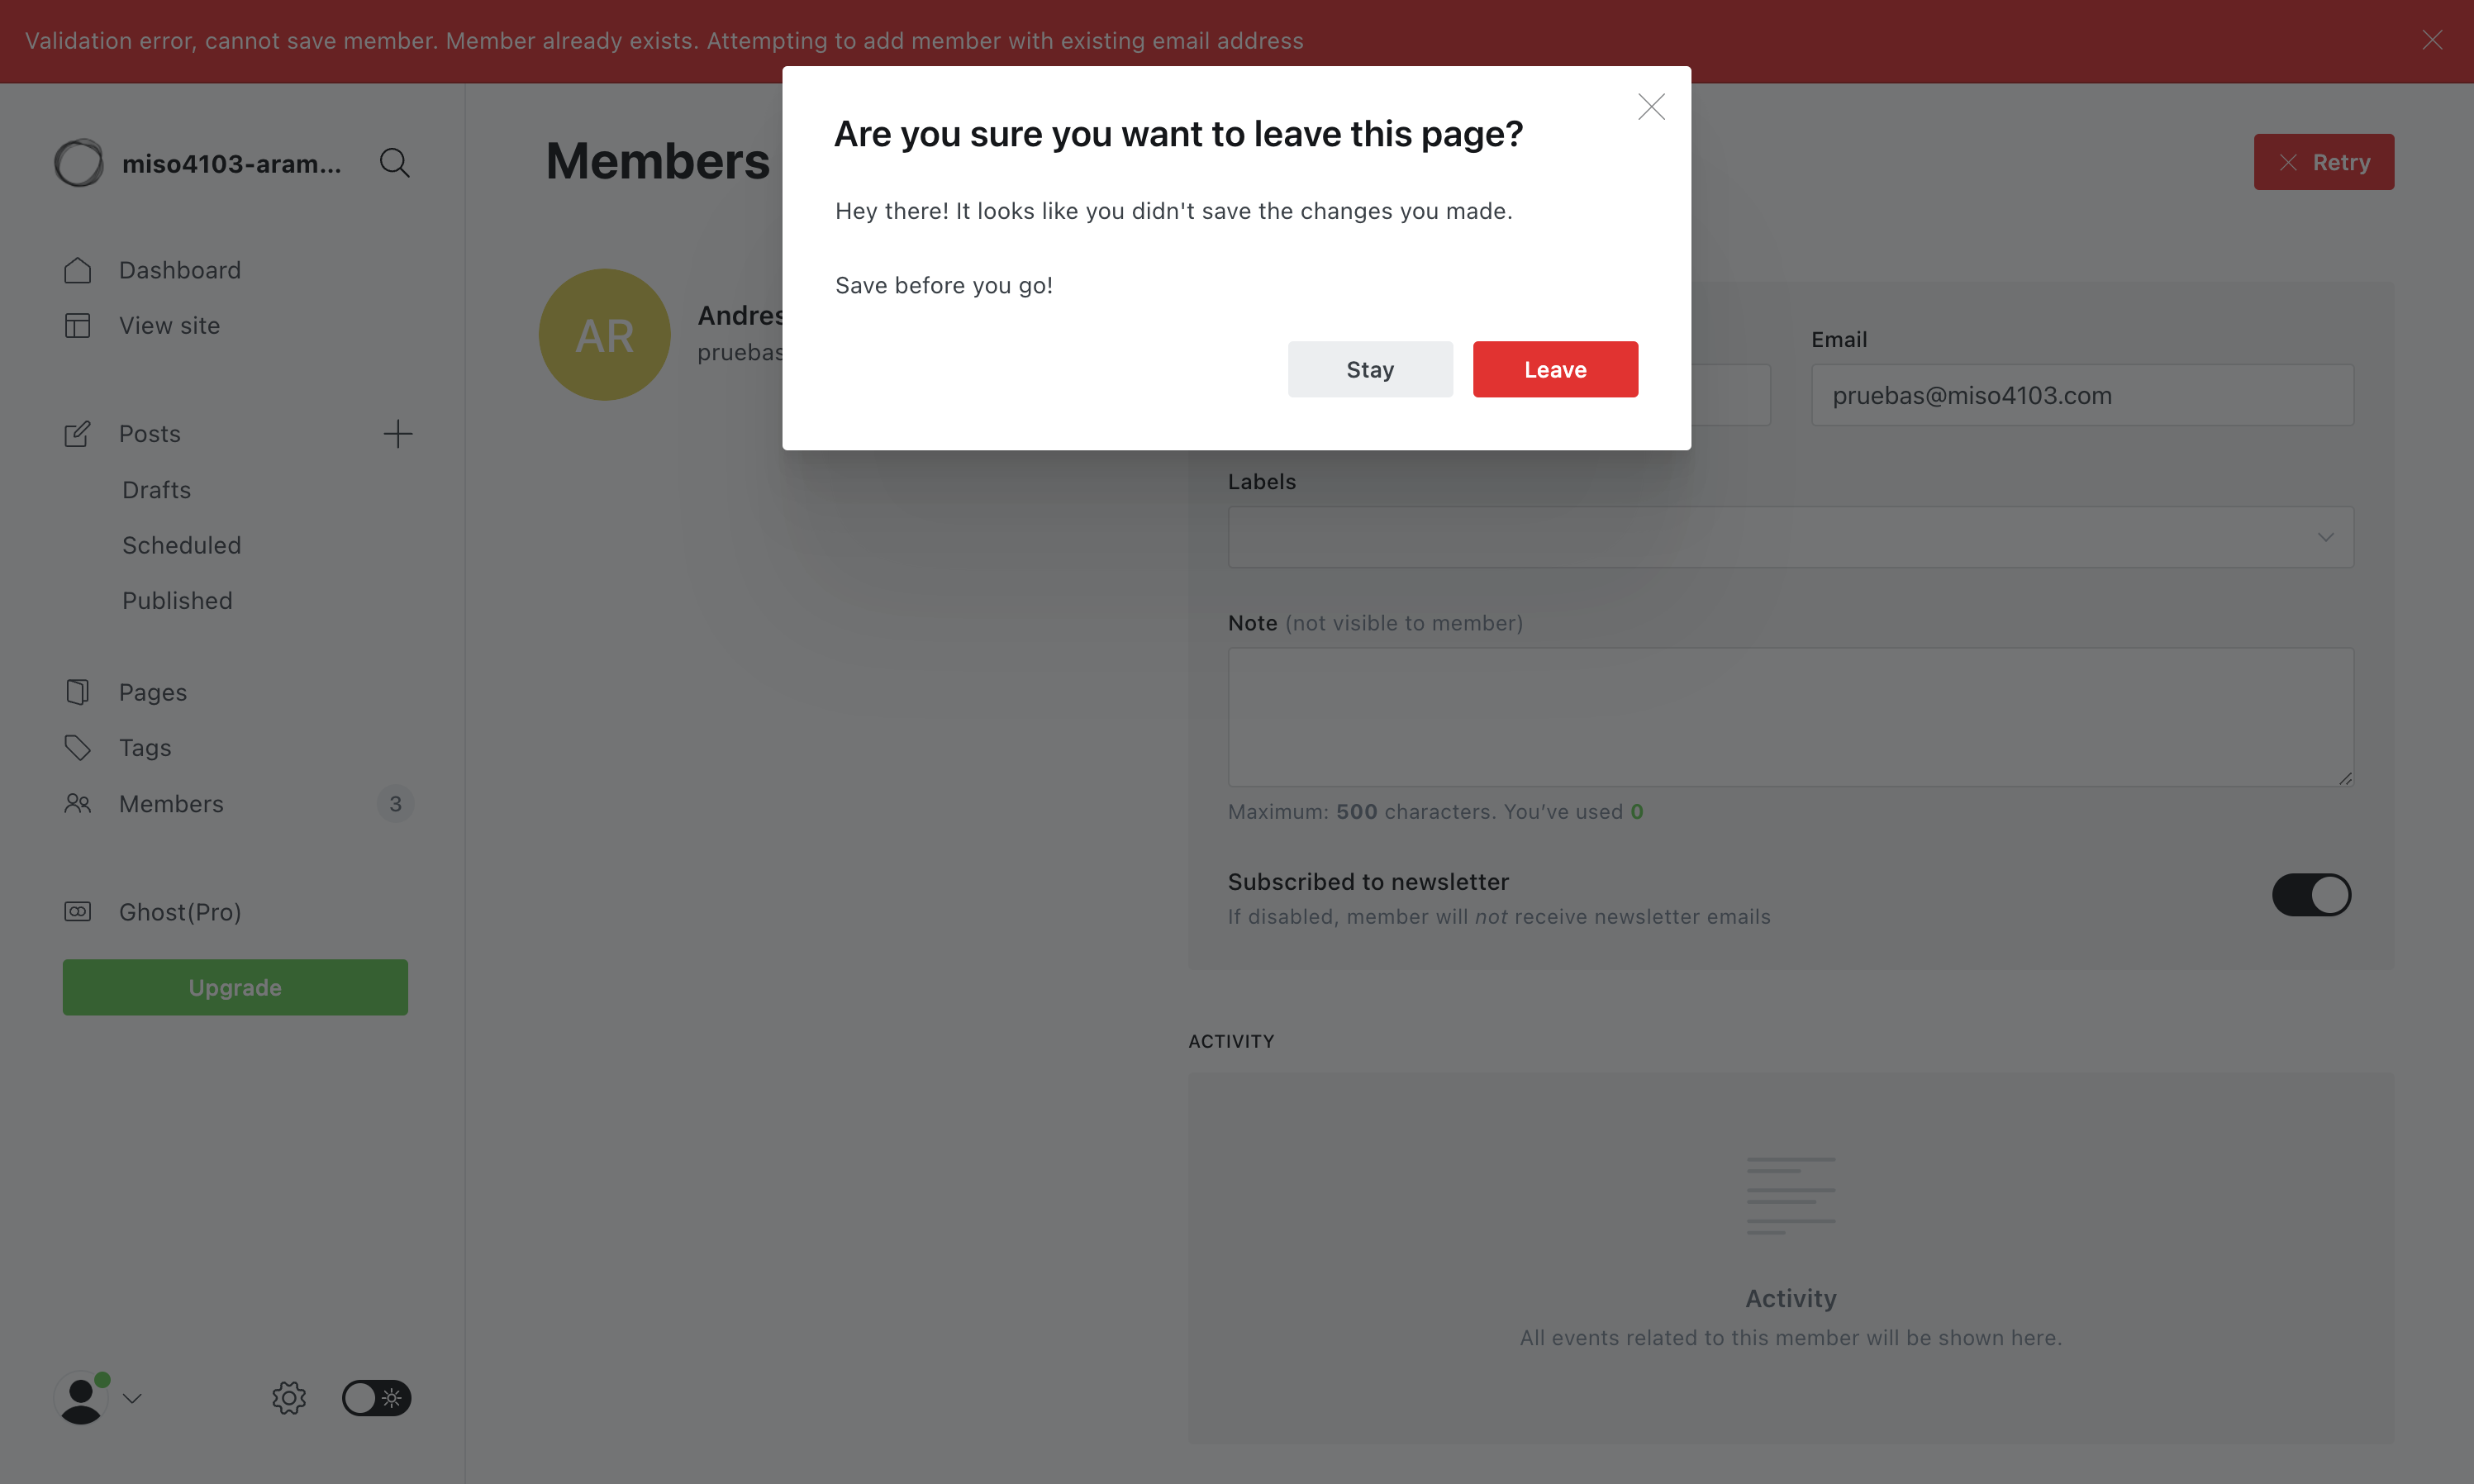 Validation error, cannot save member. Member already exists. Attempting to add member with existing email address
miso4103-aram...
Dashboard
View site
Posts
Drafts
Scheduled
Published
Pages
Tags
Members 3
Ghost(Pro)
Upgrade
Members
Retry
AR
Andres
pruebas
Are you sure you want to leave this page?
Hey there! It looks like you didn't save the changes you made.
Save before you go!
Stay Leave
Email
pruebas@miso4103.com
Labels
Note (not visible to member)
Maximum: 500 characters. You’ve used 0
Subscribed to newsletter
If disabled, member will not receive newsletter emails
ACTIVITY
Activity
All events related to this member will be shown here.